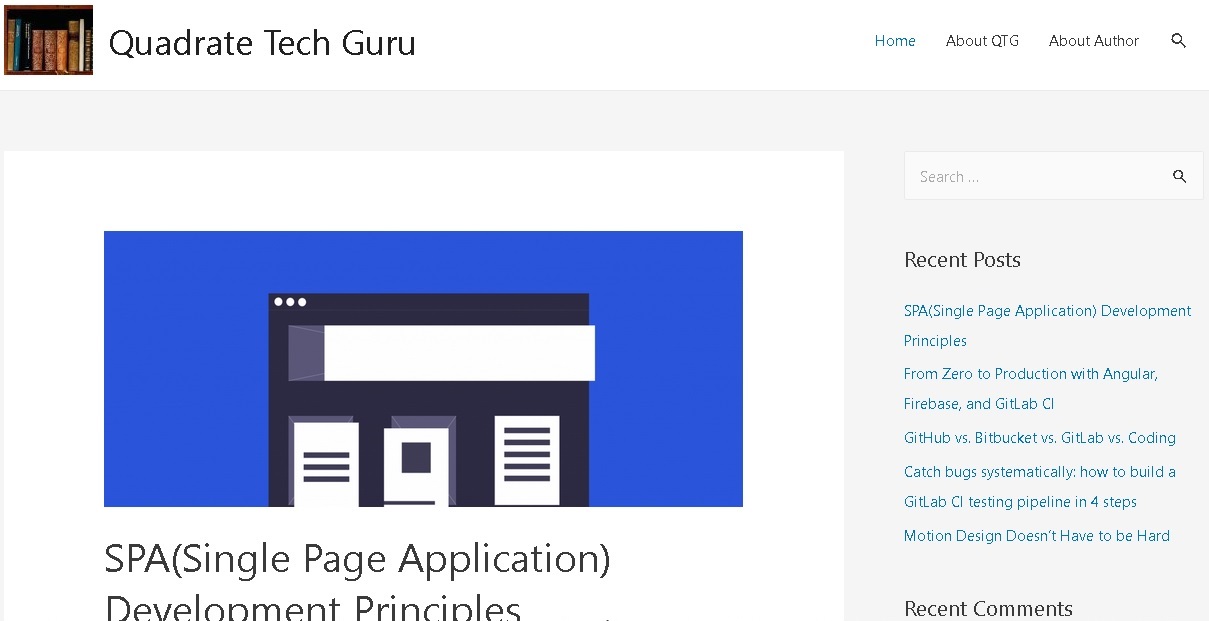 Quadrate Tech Guru
Home About QTG About Author
Search ...
Recent Posts
SPA(Single Page Application) Development
Principles
From Zero to Production with Angular,
Firebase, and GitLab CI
GitHub vs. Bitbucket vs. GitLab vs. Coding
Catch bugs systematically: how to build a
GitLab CI testing pipeline in 4 steps
Motion Design Doesn’t Have to be Hard
Recent Comments
SPA(Single Page Application)
Development Principles